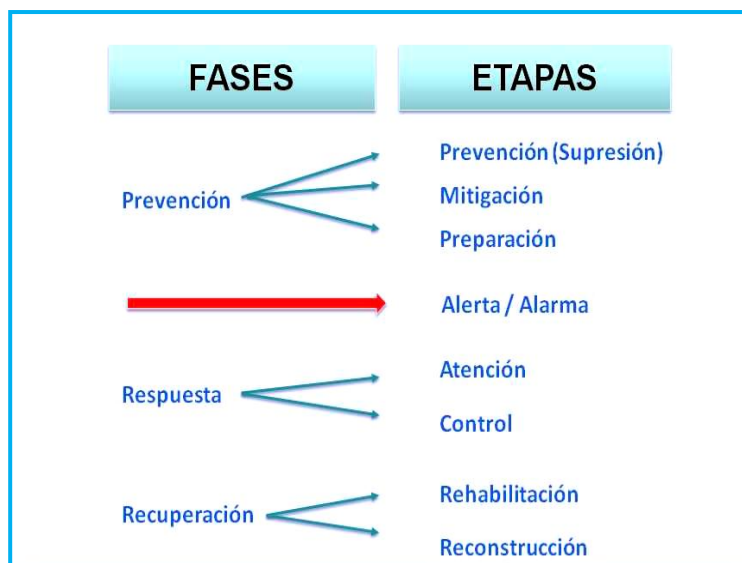 FASES
ETAPAS
Prevención
Prevención (Supresión)
Mitigación
Preparación
Alerta / Alarma
Respuesta
Atención
Control
Recuperación
Rehabilitación
Reconstrucción